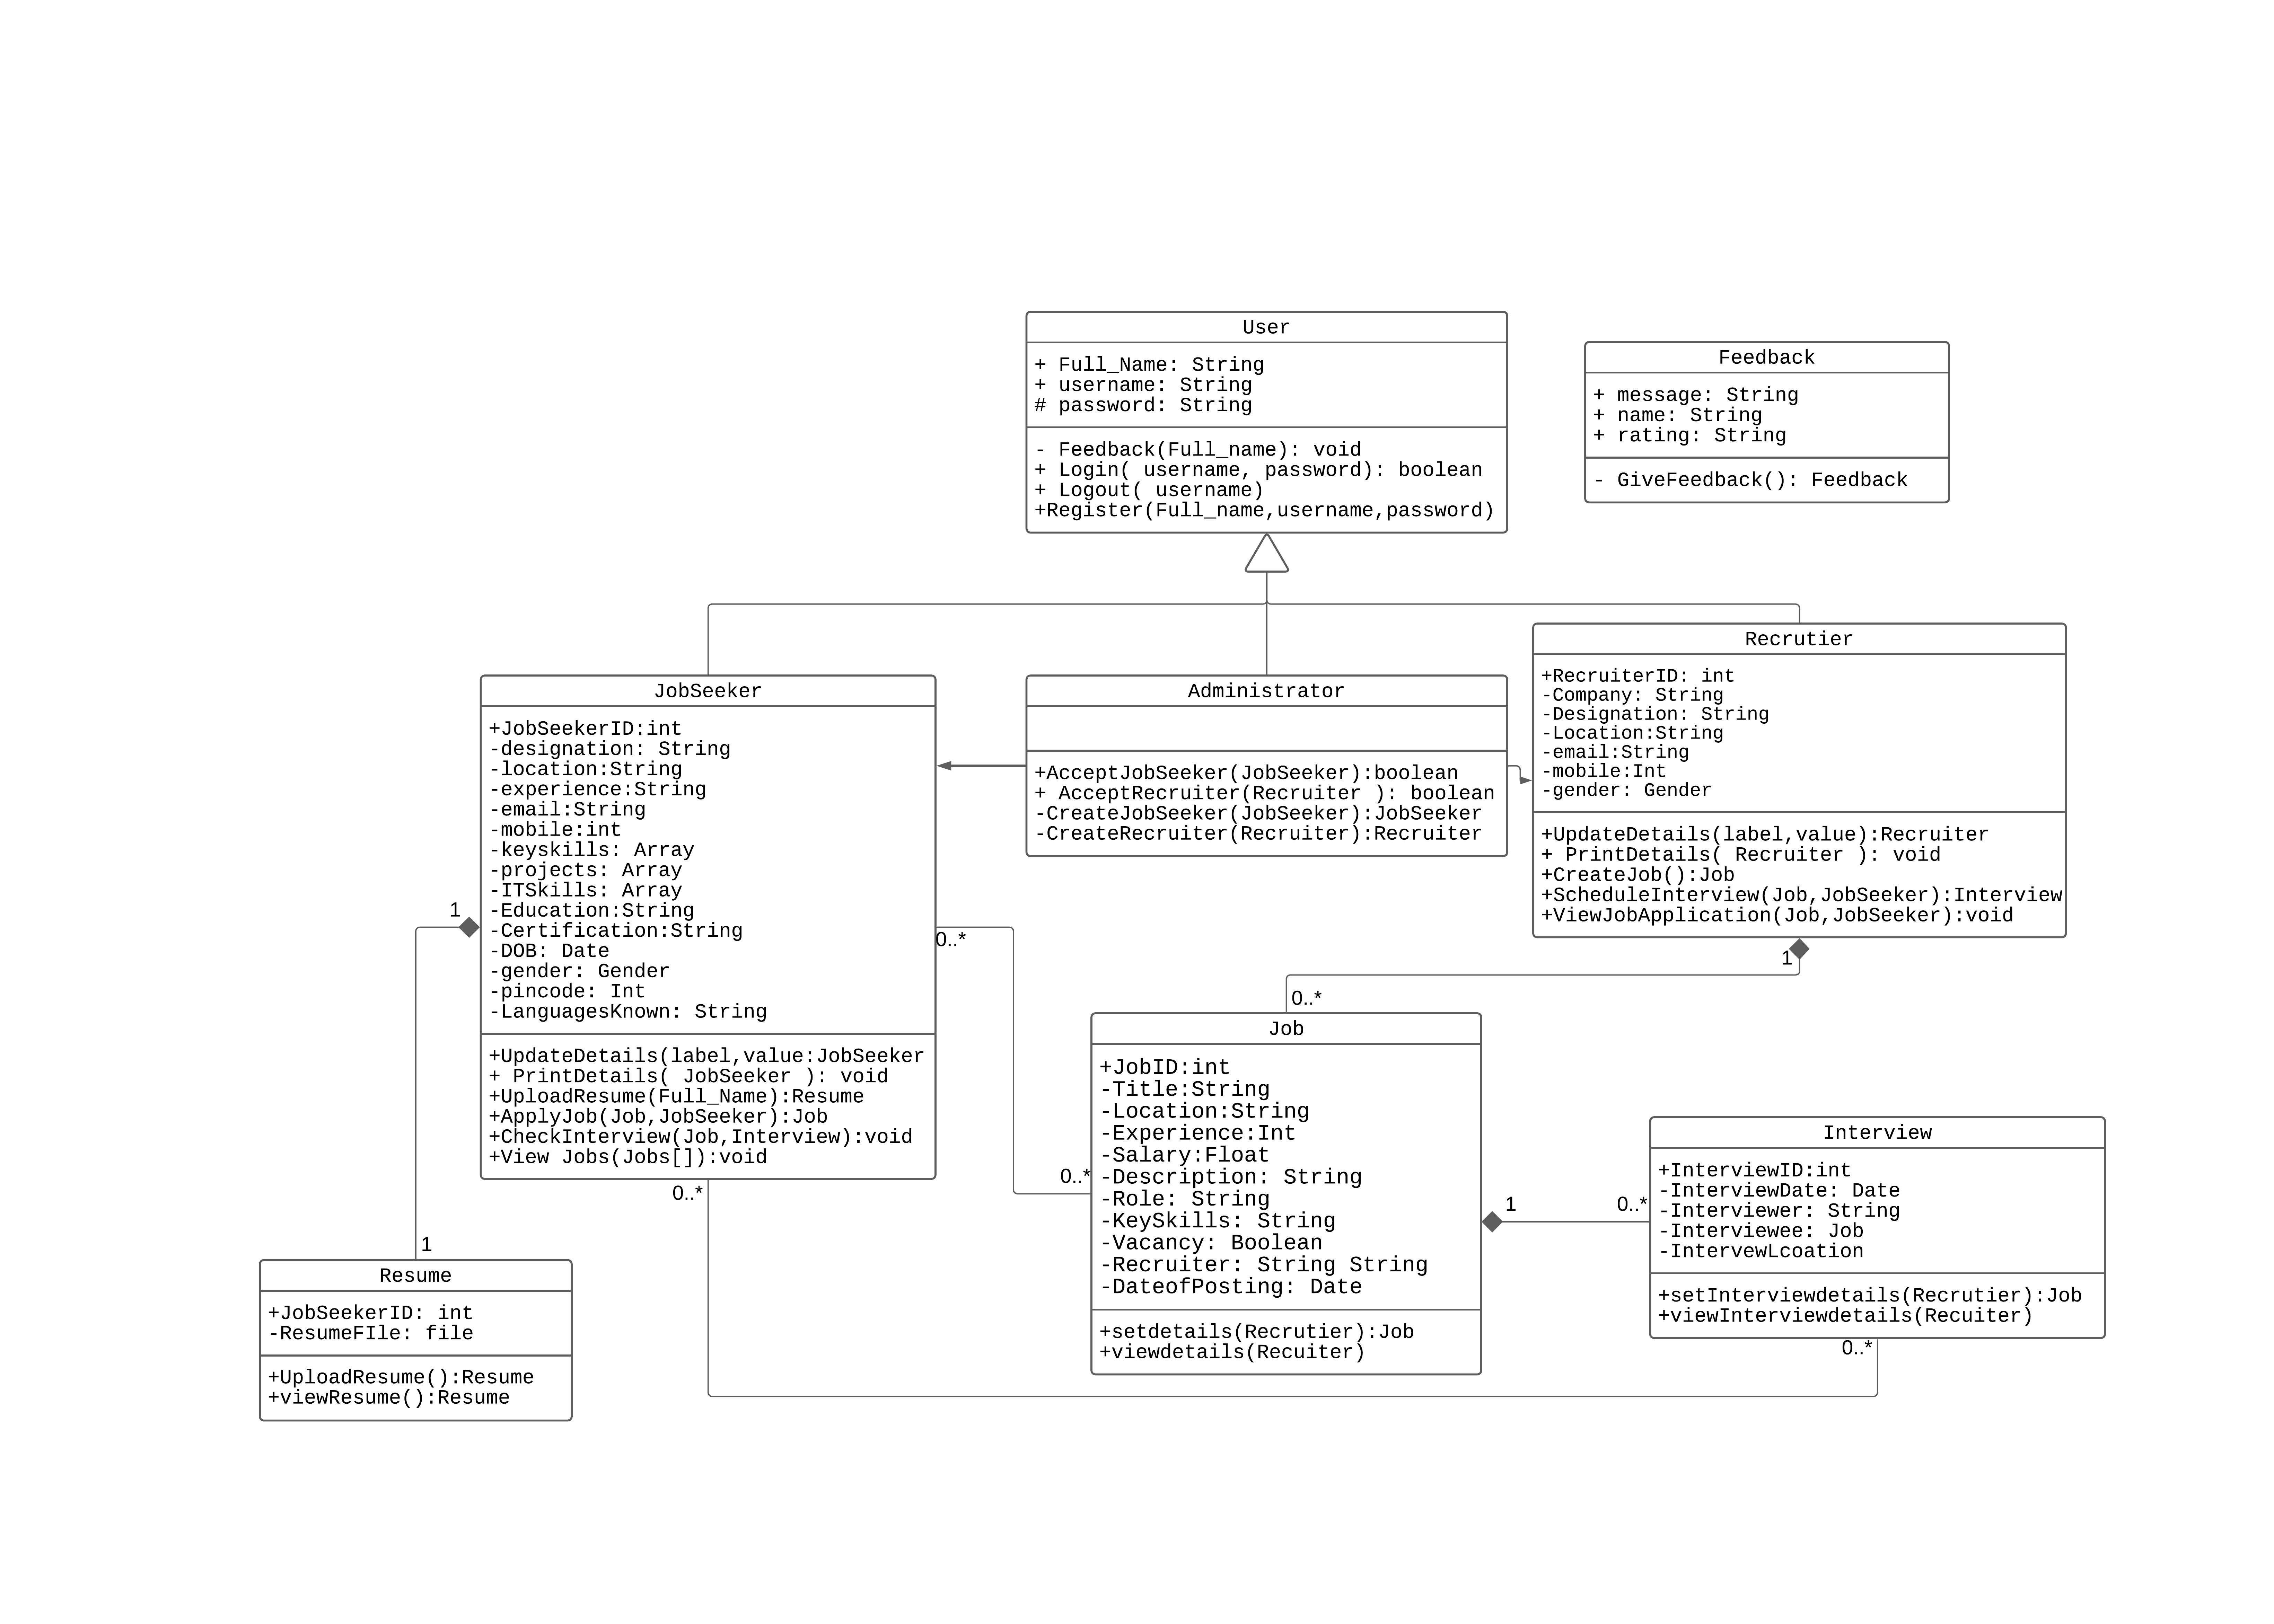 User
+ Full_Name: String
+ username: String
# password: String
- Feedback(Full_name): void
+ Login( username, password): boolean
+ Logout( username)
+Register(Full_name,username,password)
Feedback
+ message: String
+ name: String
+ rating: String
- GiveFeedback(): Feedback
JobSeeker
+JobSeekerID:int
-designation: String
-location:String
-experience:String
-email:String
-mobile:int
-keyskills: Array
-projects: Array
-ITSkills: Array
-Education:String
-Certification:String
-DOB: Date
-gender: Gender
-pincode: Int
-LanguagesKnown: String
+UpdateDetails(label,value:JobSeeker
+ PrintDetails( JobSeeker ): void
+UploadResume(Full_Name):Resume
+ApplyJob(Job,JobSeeker):Job
+CheckInterview(Job,Interview):void
+View Jobs(Jobs[]):void
Administrator
+AcceptJobSeeker(JobSeeker):boolean
+ AcceptRecruiter(Recruiter ): boolean
-CreateJobSeeker(JobSeeker):JobSeeker
-CreateRecruiter(Recruiter):Recruiter
Recrutier
+RecruiterID: int
-Company: String
-Designation: String
-Location:String
-email:String
-mobile:Int
-gender: Gender
+UpdateDetails(label,value):Recruiter
+ PrintDetails( Recruiter ): void
+CreateJob():Job
+ScheduleInterview(Job,JobSeeker):Interview
+ViewJobApplication(Job,JobSeeker):void
1
0..*
1
0..*
Job
+JobID:int
-Title:String
-Location:String
-Experience:Int
-Salary:Float
-Description: String
-Role: String
-KeySkills: String
-Vacancy: Boolean
-Recruiter: String String
-DateofPosting: Date
+setdetails(Recrutier):Job
+viewdetails(Recuiter)
0..*
0..*
1
0..*
Interview
+InterviewID:int
-InterviewDate: Date
-Interviewer: String
-Interviewee: Job
-IntervewLcoation
+setInterviewdetails(Recrutier):Job
+viewInterviewdetails(Recuiter)
0..*
1
Resume
+JobSeekerID: int
-ResumeFIle: file
+UploadResume():Resume
+viewResume():Resume